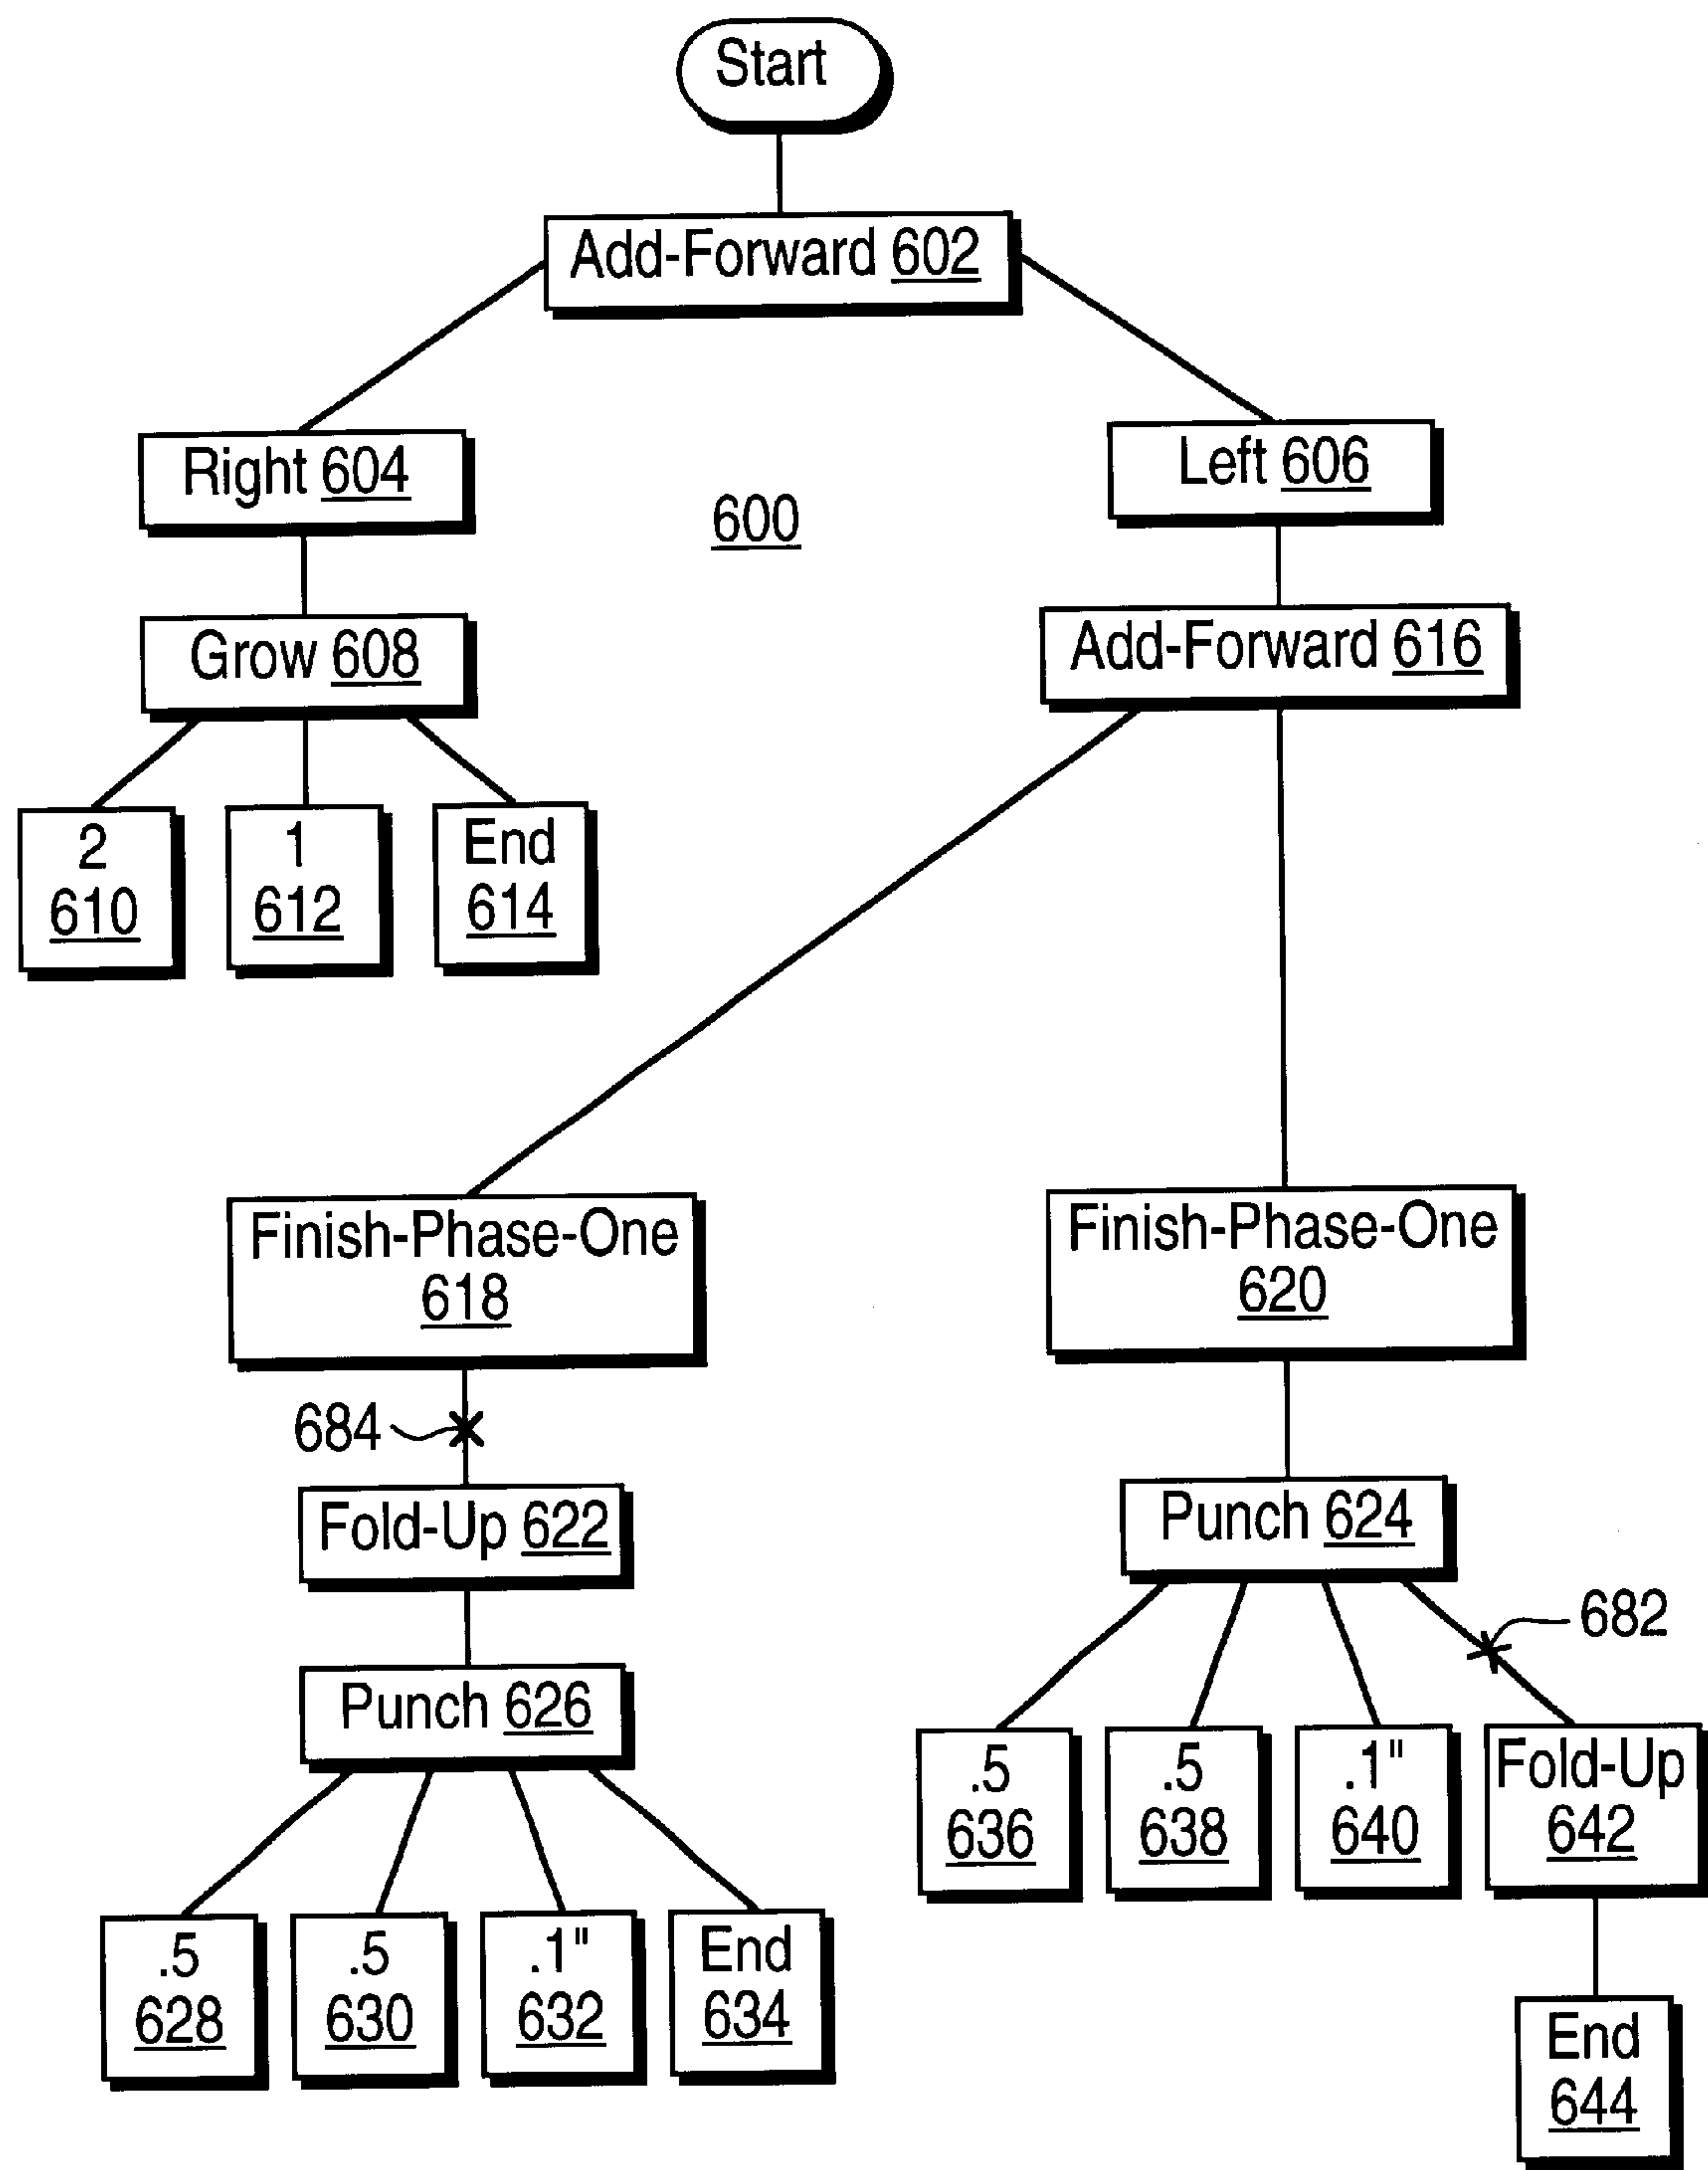 Start
Add-Forward 602
Right 604
Left 606
600
Grow 608
Add-Forward 616
2
610
1
612
End
614
Finish-Phase-One
618
Finish-Phase-One
620
684
Fold-Up 622
Punch 624
682
Punch 626
.5
636
.5
638
.1"
640
Fold-Up
642
.5
628
.5
630
.1"
632
End
634
End
644